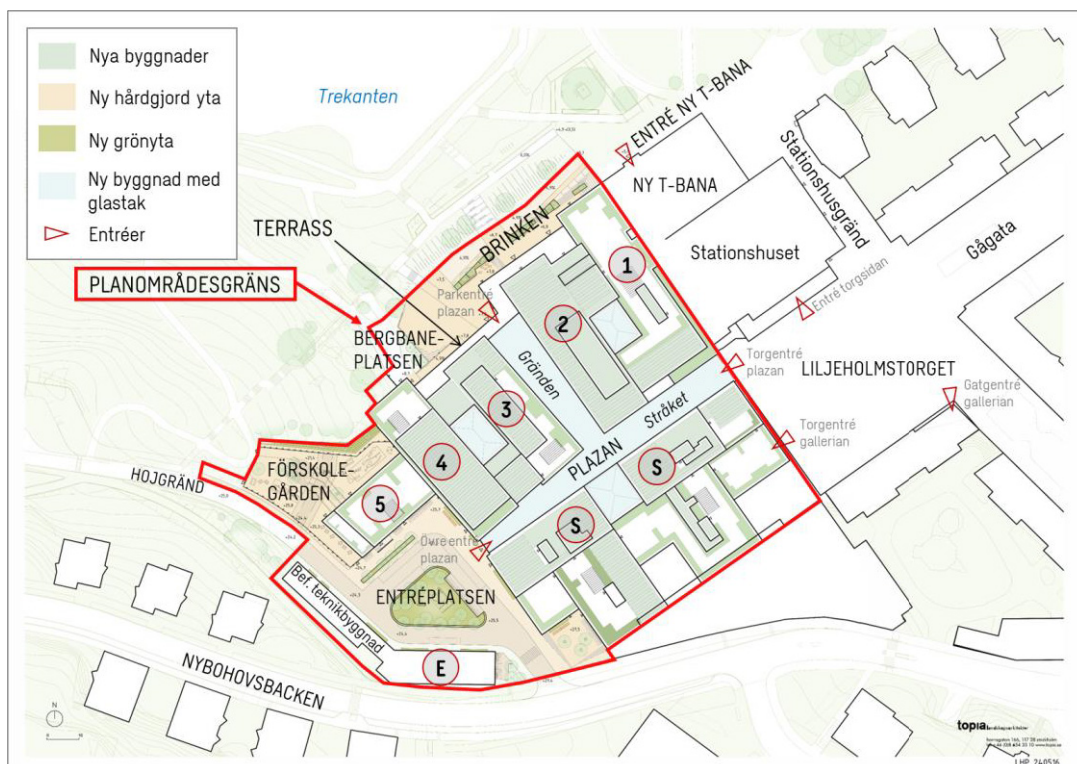 Nya byggnader
Ny hårdgjord yta
Ny grönyta
Ny byggnad med
glastak
Entréer
PLANOMRÅDESGRÄNS
Trekanten
TERRASS
BRINKEN
ENTRÉ NY T-BANA
NY T-BANA
Stationshuset
Stationshusgränd
Gågata
Entré torgsidan
Parkentré
plazan
BERGBANE-
PLATSEN
1
2
Gränden
3
4
5
Stråket
PLAZAN
S
S
Torgentré
plazan
LILJEHOLMSTORGET
Gatgentré
gallerian
Torgentré
gallerian
FÖRSKOLE-
GÅRDEN
HOJGRÄND
Övre entré
plazan
ENTRÉPLATSEN
Bef. teknikbyggnad
E
NYBOHOVSBACKEN
N
topia
LHP 240516